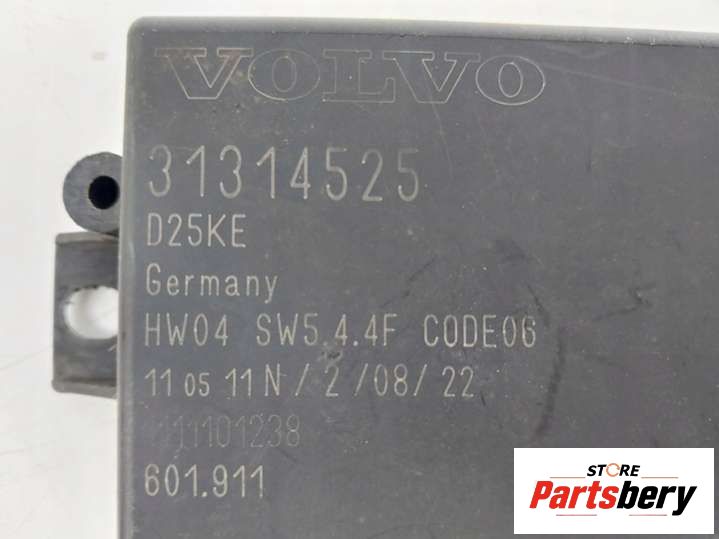 VOLVO
31314525
D25KE
Germany
HW04 SW5.4.4F CODE06
11 05 11 N / 2 / 08 / 22
111101238
601.911
STORE
Partsbery